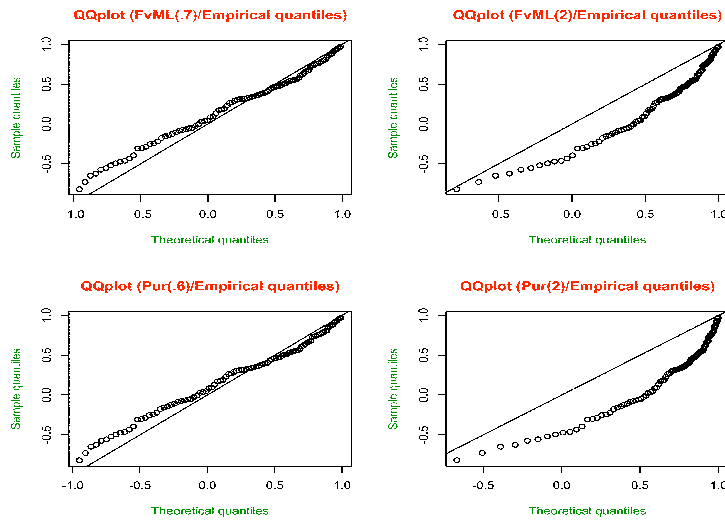 QQplot (FvML(.7)/Empirical quantiles)
Sample quantiles
1.0
0.5
0.0
-0.5
1.0 0.5 0.0 0.5 1.0
Theoretical quantites
QQplot (FvML(2)/Empirical quantiles)
Sample quantiles
1.0
0.5
0.0
-0.5
0.5 0.0 0.5 1.0
Theoretical quantites
QQplot (Pur(.6)/Empirical quantiles)
Sample quantiles
1.0
0.5
0.0
-0.5
-1.0 -0.5 0.0 0.5 1.0
Theoretical quantites
QQplot (Pur(2)/Empirical quantiles)
Sample quantiles
1.0
0.5
0.0
-0.5
-0.5 0.0 0.5 1.0
Theoretical quantites